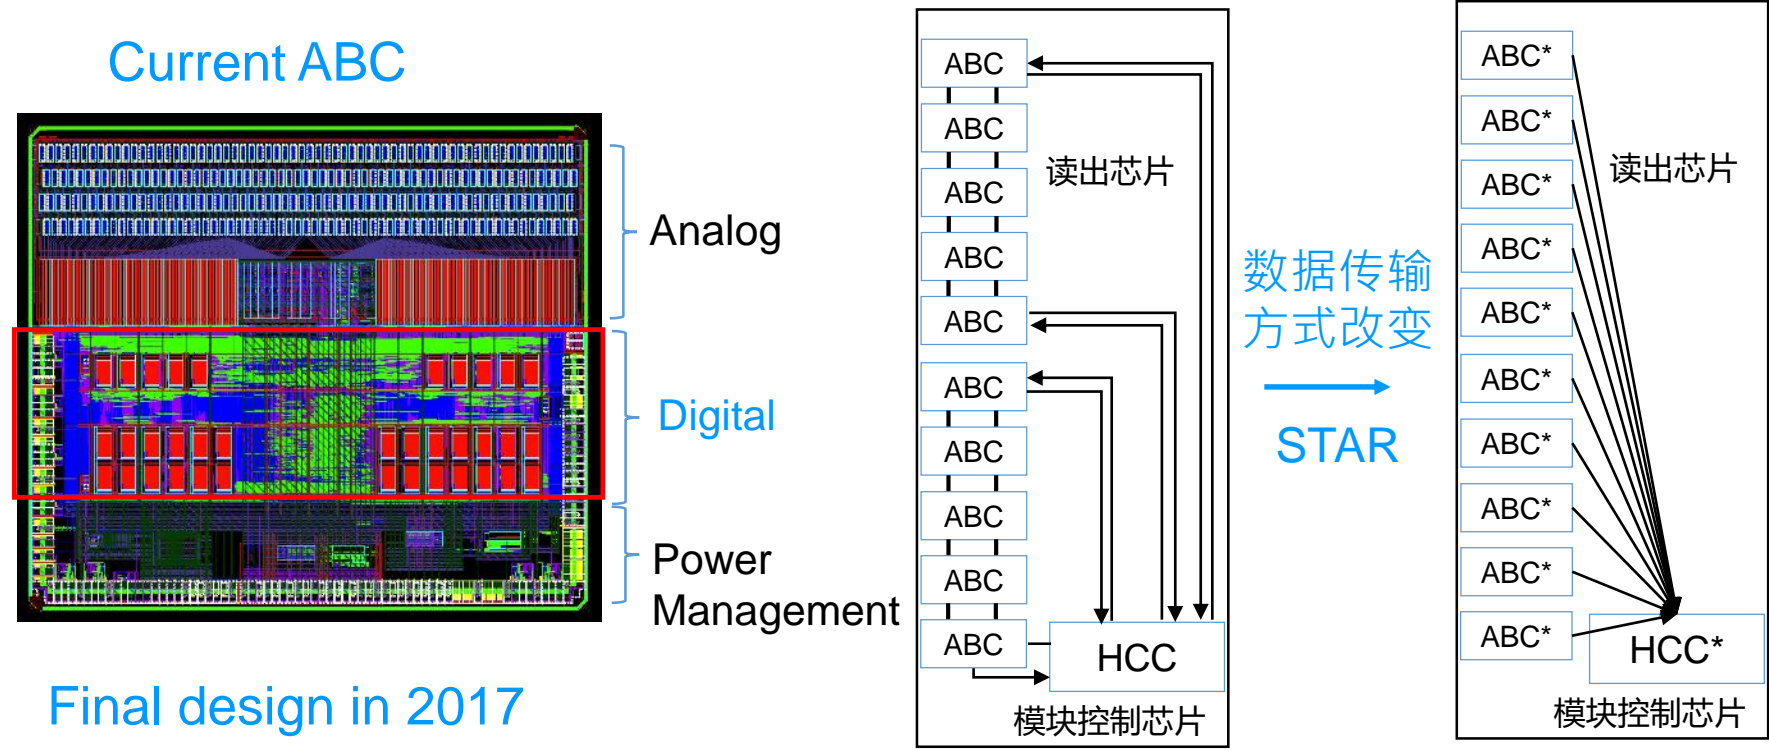 Current ABC
Analog
Digital
Power
Management
Final design in 2017
ABC
ABC
读出芯片
ABC
ABC
ABC
ABC
ABC
ABC
ABC
ABC
HCC
模块控制芯片
数据传输
方式改变
STAR
ABC*
ABC*
读出芯片
ABC*
ABC*
ABC*
ABC*
ABC*
ABC*
ABC*
ABC*
HCC*
模块控制芯片